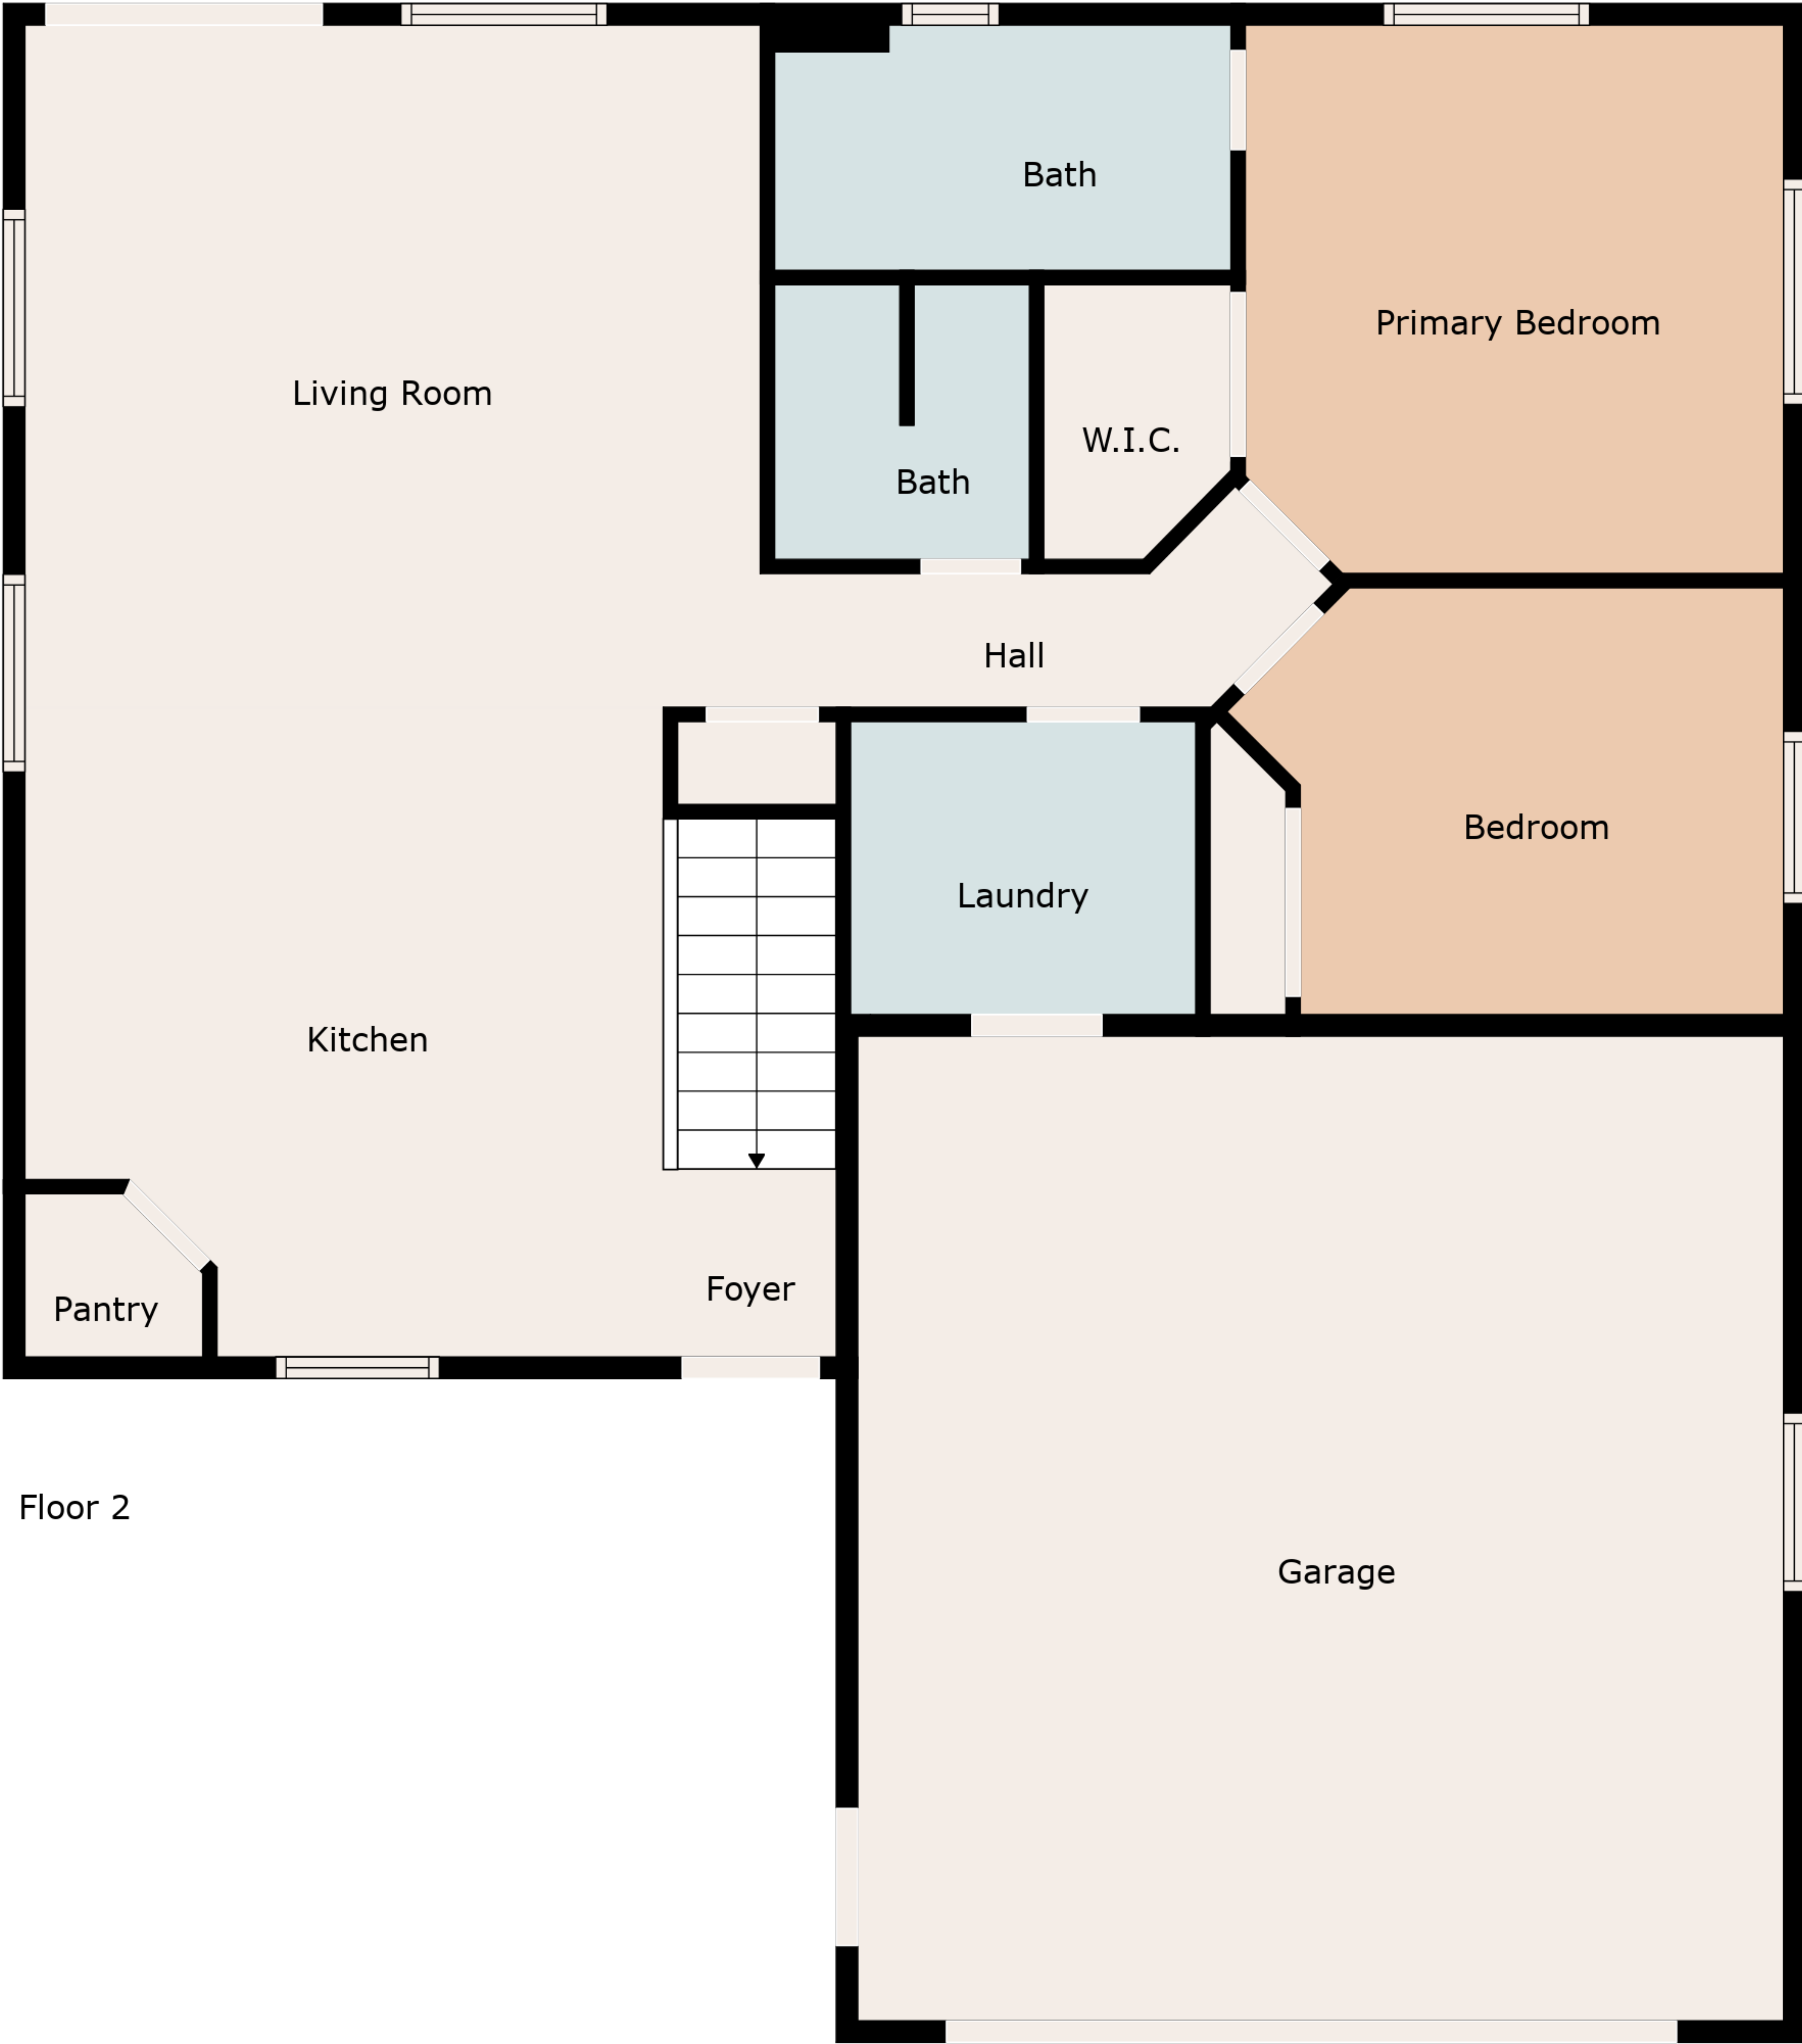 Bath
Primary Bedroom
Living Room
W.I.C.
Bath
Hall
Bedroom
Laundry
Kitchen
Foyer
Pantry
Floor 2
Garage